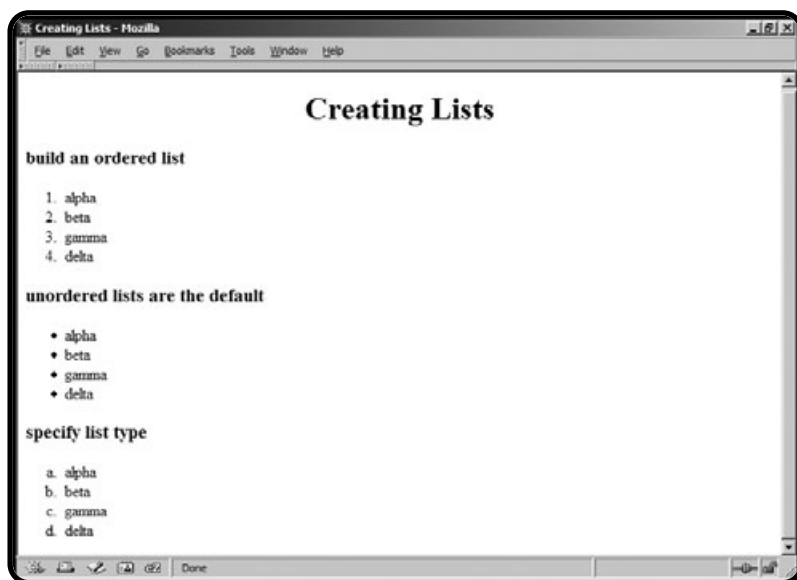 Creating Lists - Mozilla
File Edit View Go Bookmarks Tools Window Help
Creating Lists
build an ordered list
1. alpha
2. beta
3. gamma
4. delta
unordered lists are the default
• alpha
• beta
• gamma
• delta
specify list type
a. alpha
b. beta
c. gamma
d. delta
Done